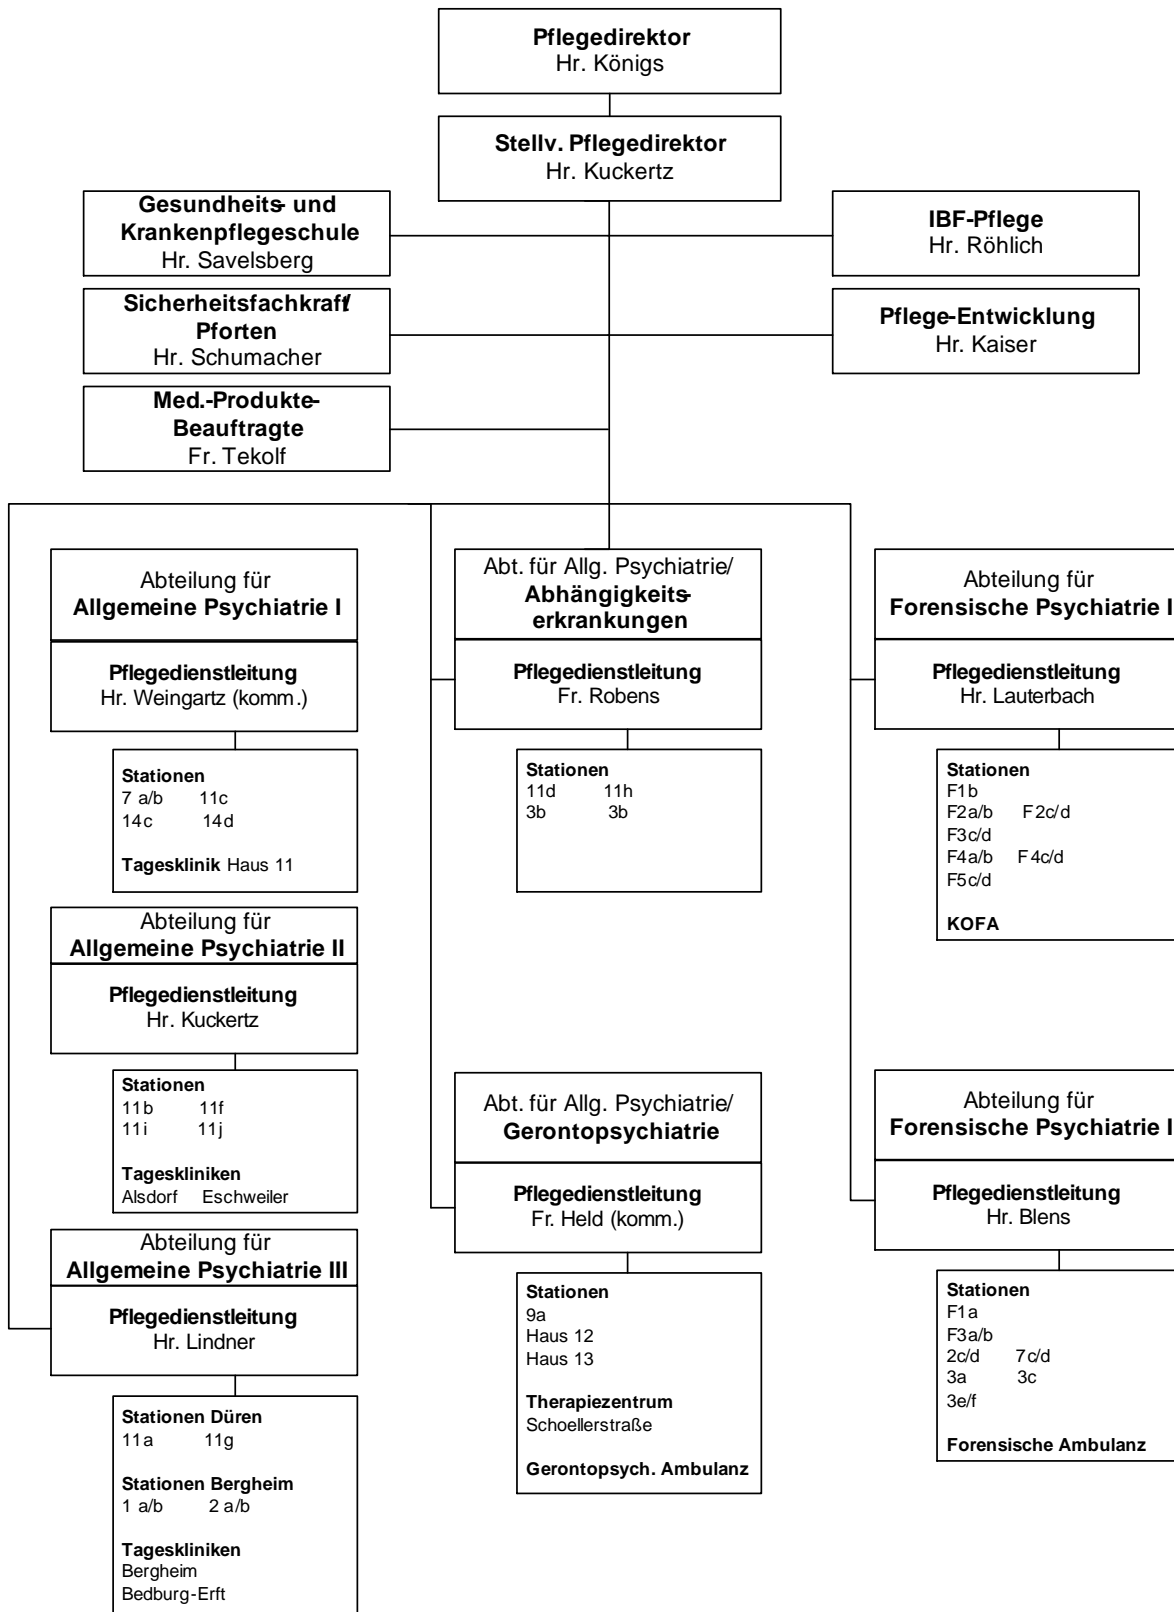 Pflegedirektor
Hr. Königs
Stellv. Pflegedirektor
Hr. Kuckertz
Gesundheits- und
Krankenpflegeschule
Hr. Savelsberg
IBF-Pflege
Hr. Röhlich
Sicherheitsfachkraft/
Pforten
Hr. Schumacher
Pflege-Entwicklung
Hr. Kaiser
Med.-Produkte-
Beauftragte
Fr. Tekolf
Abteilung für
Allgemeine Psychiatrie I
Pflegedienstleitung
Hr. Weingartz (komm.)
Stationen
7 a/b 11c
14c 14d
Tagesklinik Haus 11
Abteilung für
Allgemeine Psychiatrie II
Pflegedienstleitung
Hr. Kuckertz
Stationen
11b 11f
11i 11j
Tageskliniken
Alsdorf Eschweiler
Abteilung für
Allgemeine Psychiatrie III
Pflegedienstleitung
Hr. Lindner
Stationen Düren
11a 11g
Stationen Bergheim
1 a/b 2 a/b
Tageskliniken
Bergheim
Bedburg-Erft
Abt. für Allg. Psychiatrie/
Abhängigkeits-
erkrankungen
Pflegedienstleitung
Fr. Robens
Stationen
11d 11h
3b 3b
Abt. für Allg. Psychiatrie/
Gerontopsychiatrie
Pflegedienstleitung
Fr. Held (komm.)
Stationen
9a
Haus 12
Haus 13
Therapiezentrum
Schoellerstraße
Gerontopsych. Ambulanz
Abteilung für
Forensische Psychiatrie I
Pflegedienstleitung
Hr. Lauterbach
Stationen
F1b
F2a/b F2c/d
F3c/d
F4a/b F4c/d
F5c/d
KOFA
Abteilung für
Forensische Psychiatrie I
Pflegedienstleitung
Hr. Blens
Stationen
F1a
F3a/b
2c/d 7c/d
3a 3c
3e/f
Forensische Ambulanz